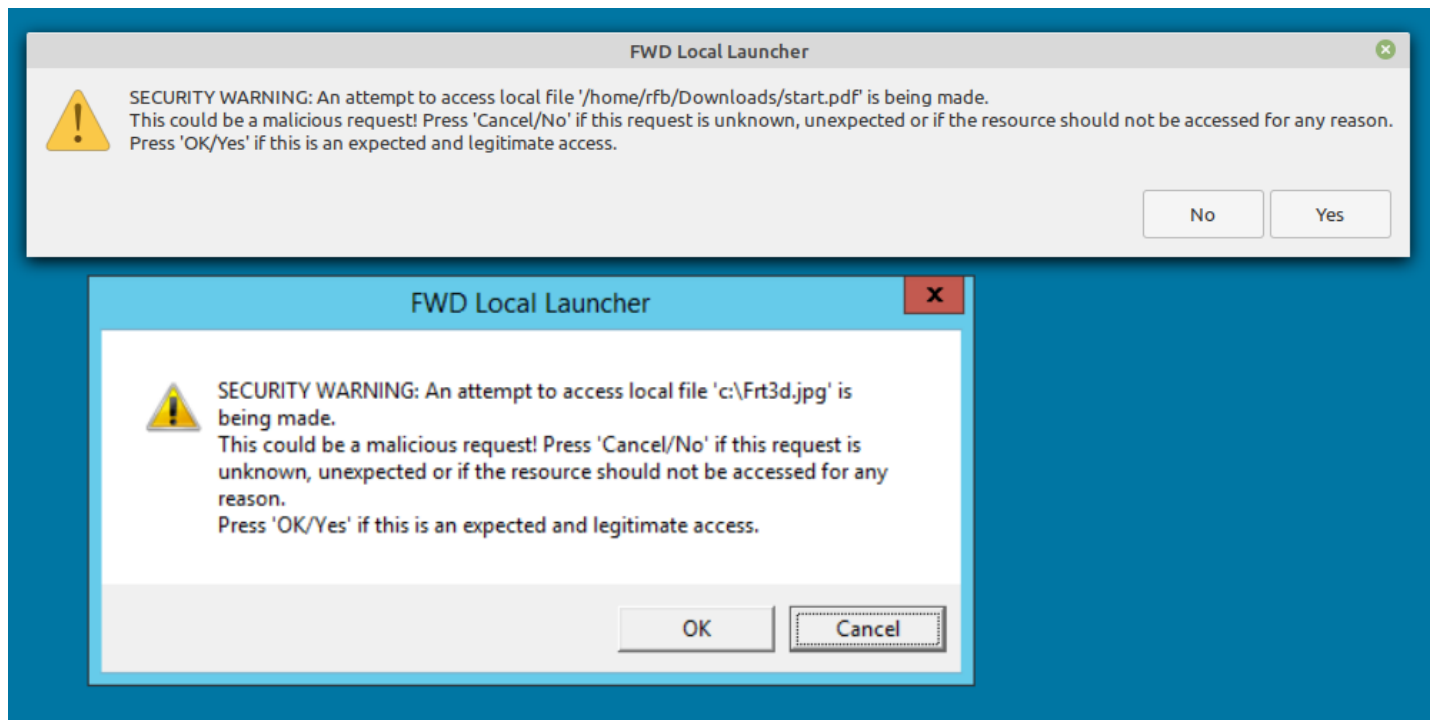 FWD Local Launcher
SECURITY WARNING: An attempt to access local file '/home/rfb/Downloads/start.pdf' is being made.
This could be a malicious request! Press 'Cancel/No' if this request is unknown, unexpected or if the resource should not be accessed for any reason.
Press 'OK/Yes' if this is an expected and legitimate access.
No Yes
FWD Local Launcher
SECURITY WARNING: An attempt to access local file 'c:\Frt3d.jpg' is
being made.
This could be a malicious request! Press 'Cancel/No' if this request is
unknown, unexpected or if the resource should not be accessed for any
reason.
Press 'OK/Yes' if this is an expected and legitimate access.
OK Cancel